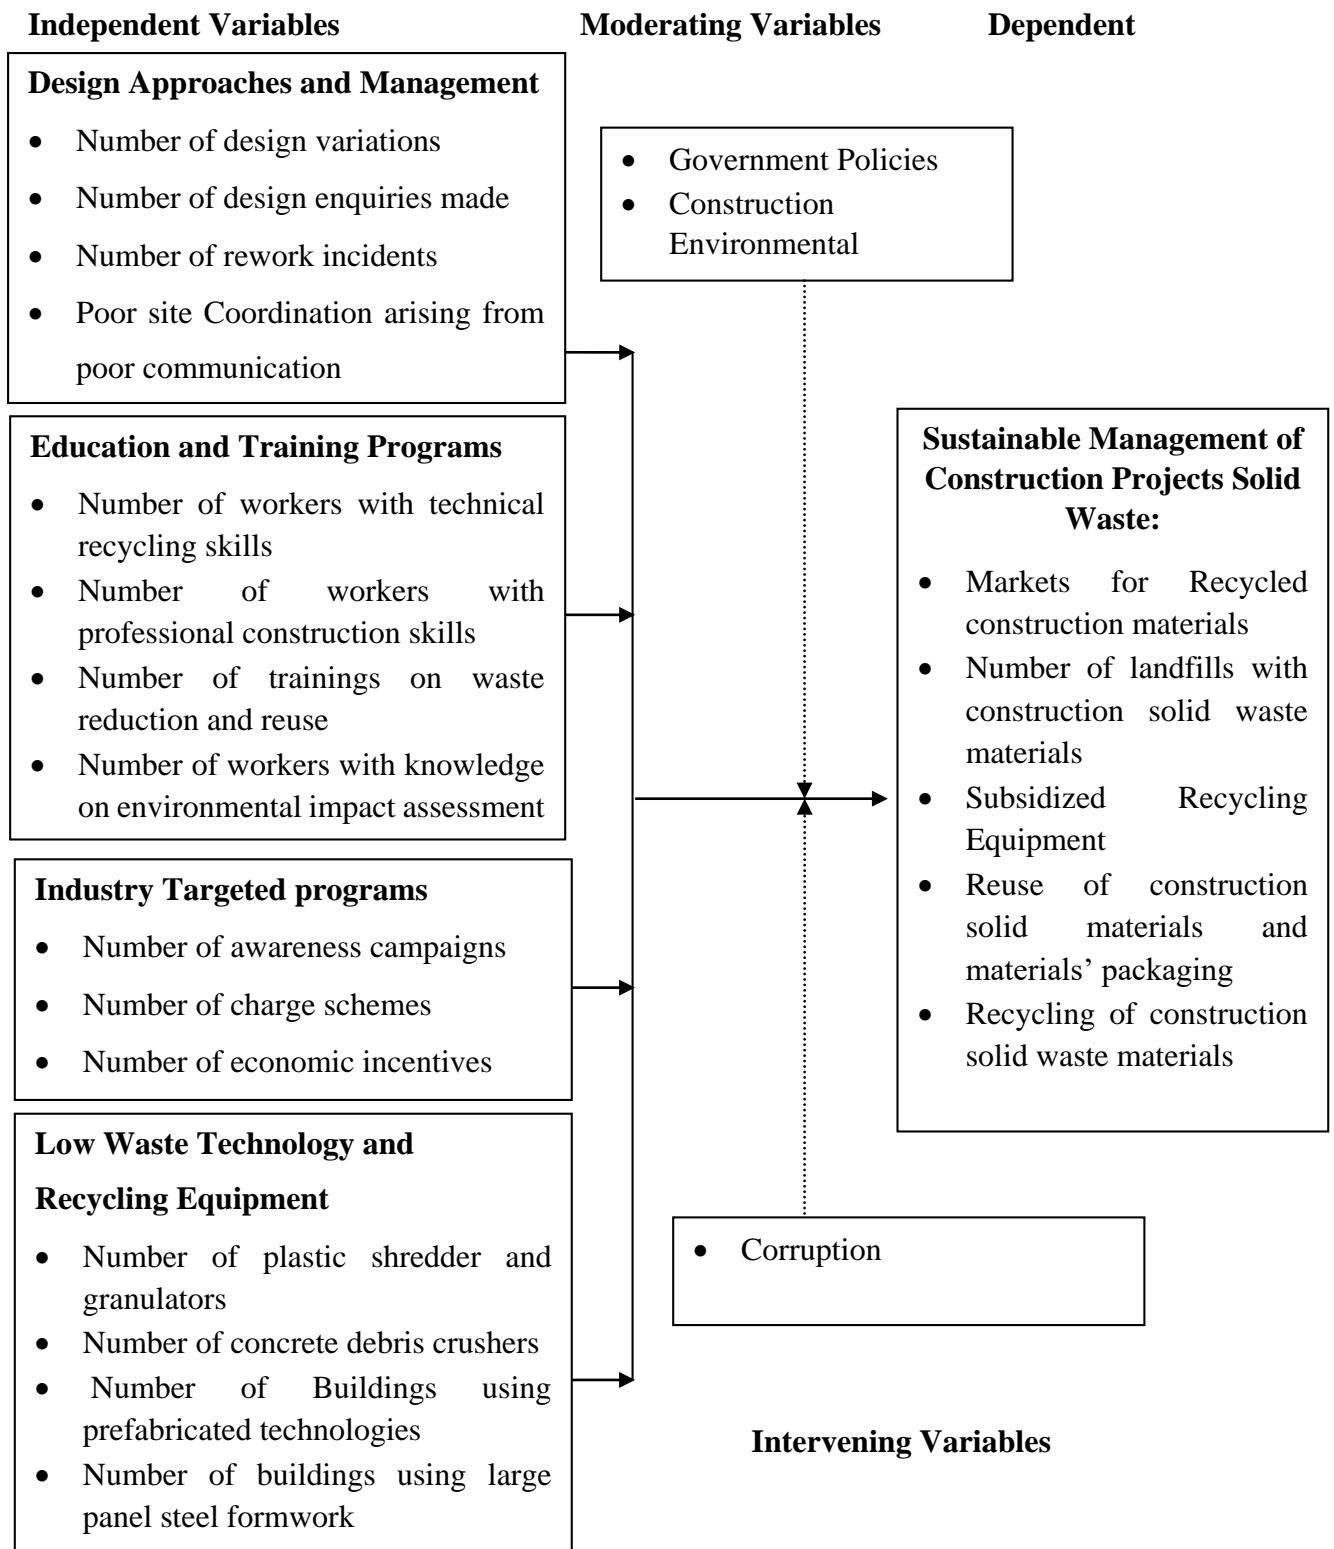 Independent Variables
Moderating Variables
Dependent
Design Approaches and Management
• Number of design variations
• Number of design enquiries made
• Number of rework incidents
• Poor site Coordination arising from
poor communication
Education and Training Programs
• Number of workers with technical
recycling skills
• Number of workers with
professional construction skills
• Number of trainings on waste
reduction and reuse
• Number of workers with knowledge
on environmental impact assessment
Industry Targeted programs
• Number of awareness campaigns
• Number of charge schemes
• Number of economic incentives
Low Waste Technology and
Recycling Equipment
• Number of plastic shredder and
granulators
• Number of concrete debris crushers
• Number of Buildings using
prefabricated technologies
• Number of buildings using large
panel steel formwork
• Government Policies
• Construction
Environmental
• Corruption
Intervening Variables
Sustainable Management of
Construction Projects Solid
Waste:
• Markets for Recycled
construction materials
• Number of landfills with
construction solid waste
materials
• Subsidized Recycling
Equipment
• Reuse of construction
solid materials and
materials’ packaging
• Recycling of construction
solid waste materials